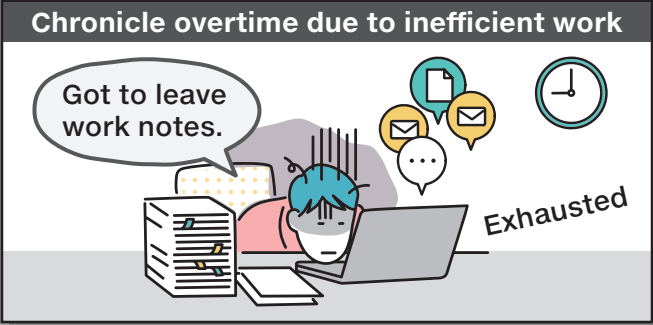 Chronicle overtime due to inefficient work
Got to leave
work notes.
Exhausted